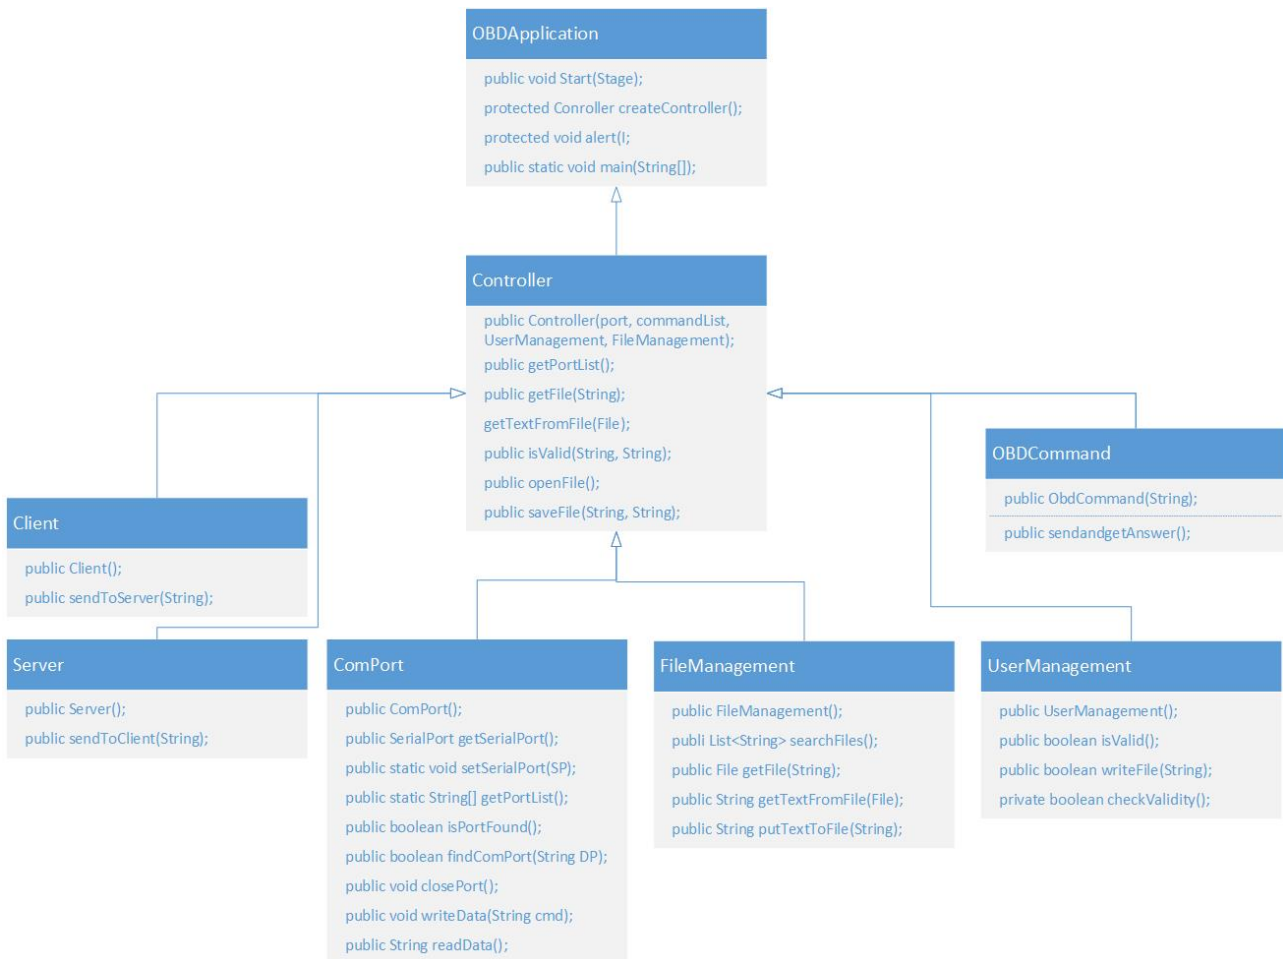 OBDApplication
public void Start(Stage);
protected Conroller createController();
protected void alert(I;
public static void main(String[]);
Controller
public Controller(port, commandList,
UserManagement, FileManagement);
public getPortList();
public getFile(String);
getTextFromFile(File);
public isValid(String, String);
public openFile();
public saveFile(String, String);
OBDCommand
public ObdCommand(String);
public sendandgetAnswer();
Client
public Client();
public sendToServer(String);
Server
public Server();
public sendToClient(String);
ComPort
public ComPort();
public SerialPort getSerialPort();
public static void setSerialPort(SP);
public static String[] getPortList();
public boolean isPortFound();
public boolean findComPort(String DP);
public void closePort();
public void writeData(String cmd);
public String readData();
FileManagement
public FileManagement();
publi List<String> searchFiles();
public File getFile(String);
public String getTextFromFile(File);
public String putTextToFile(String);
UserManagement
public UserManagement();
public boolean isValid();
public boolean writeFile(String);
private boolean checkValidity();